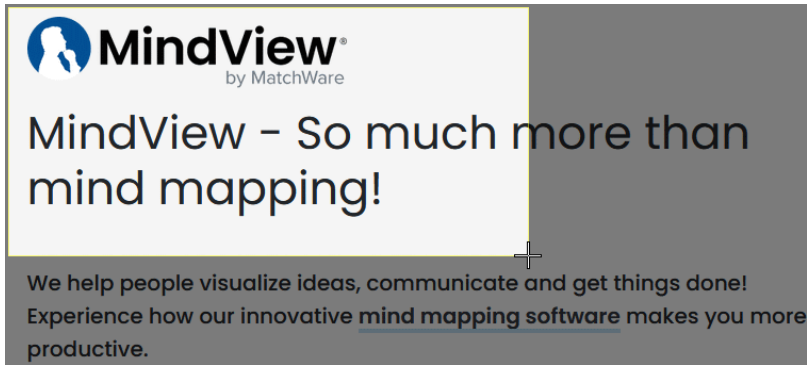 MindView®
by MatchWare
MindView - So much more than
mind mapping!
We help people visualize ideas, communicate and get things done!
Experience how our innovative mind mapping software makes you more
productive.